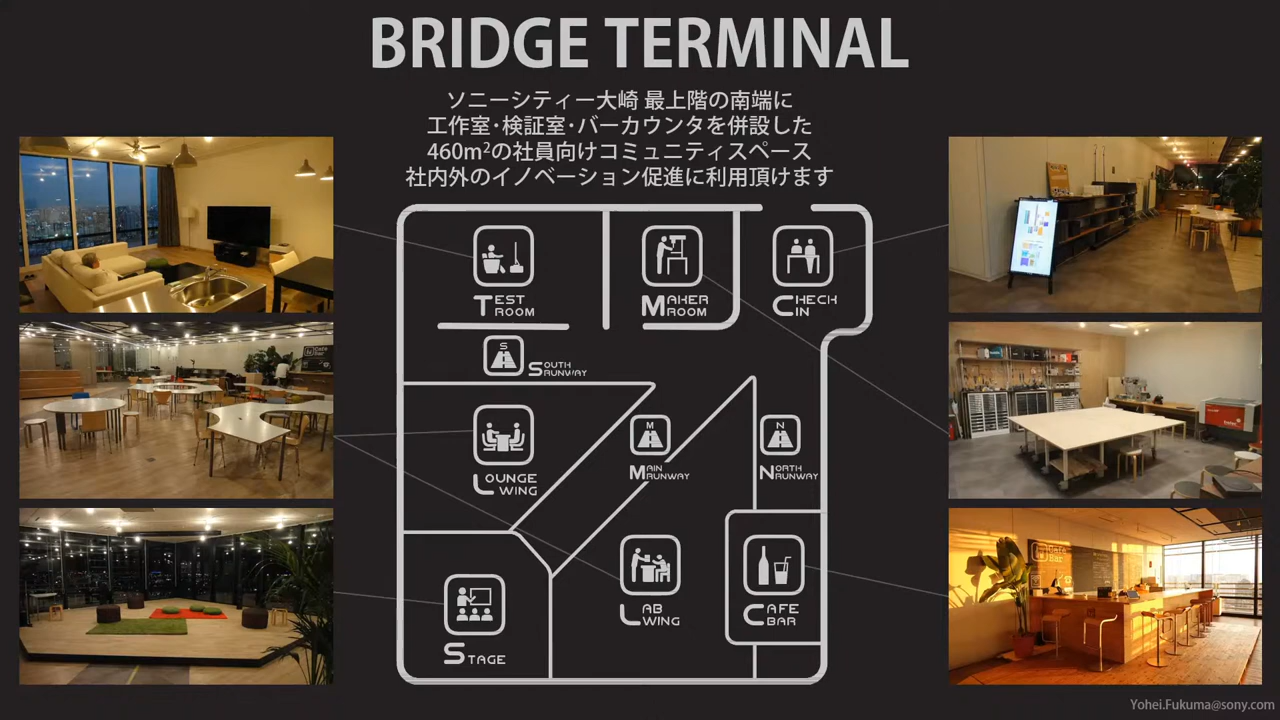 BRIDGE TERMINAL
ソニーシティー大崎 最上階の南端に
工作室･検証室･バーカウンタを併設した
460m²の社員向けコミュニティスペース
社内外のイノベーション促進に利用頂けます
TEST
ROOM
MAKER
ROOM
CHECK
IN
S
SOUTH
RUNWAY
LOUNGE
WING
M
MAIN
RUNWAY
N
NORTH
RUNWAY
STAGE
LAB
WING
CAFE
BAR
Cafe
Bar
Cafe
Bar
Yohei.Fukuma@sony.com